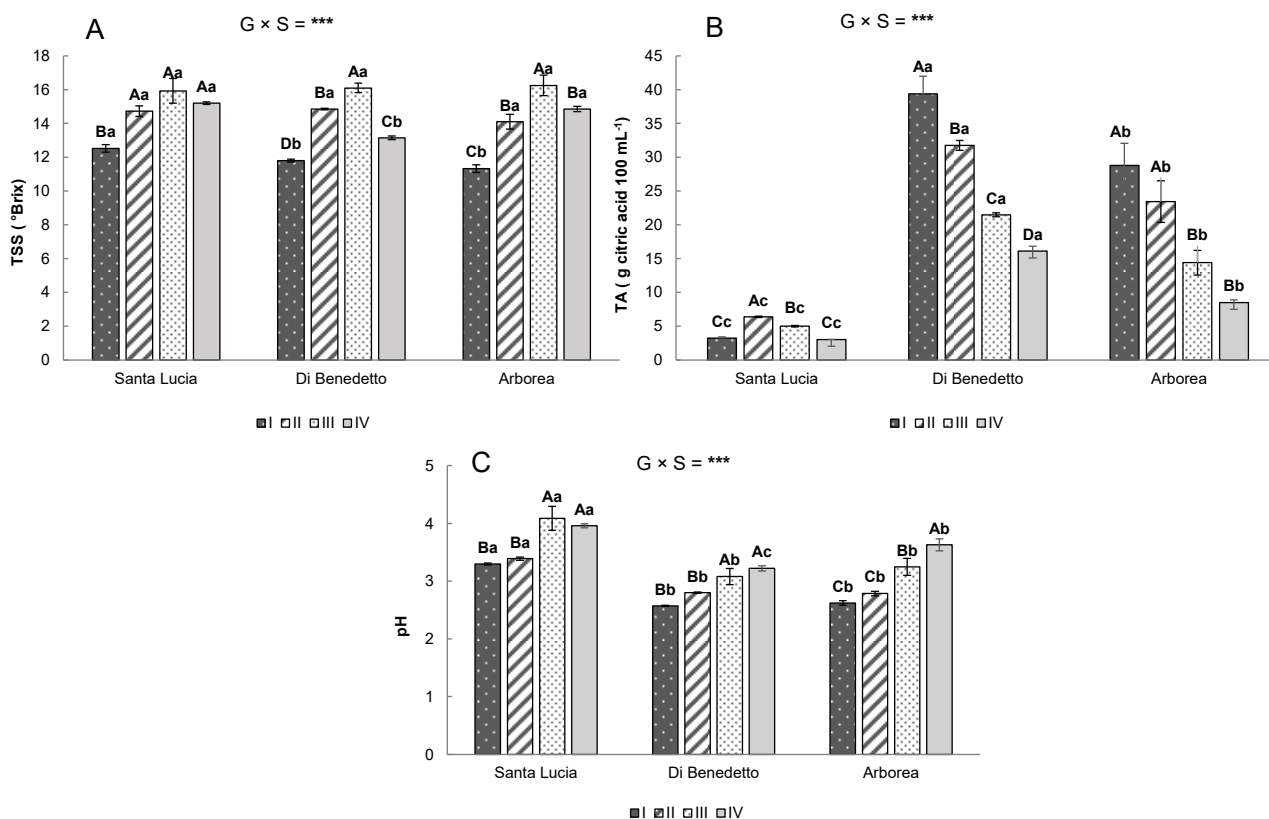 A
G × S = ***
TSS ( °Brix)
18
16
14
12
10
8
6
4
2
0
Ba
Aa
Aa
Aa
Db
Ba
Aa
Cb
Cb
Ba
Aa
Ba
Santa Lucia
Di Benedetto
Arborea
I II III IV
B
G × S = ***
TA ( g citric acid 100 mL⁻¹)
45
40
35
30
25
20
15
10
5
0
Cc
Ac
Bc
Cc
Aa
Ba
Ca
Da
Ab
Ab
Bb
Bb
Santa Lucia
Di Benedetto
Arborea
I II III IV
C
G × S = ***
pH
5
4
3
2
1
0
Ba
Ba
Aa
Aa
Bb
Bb
Ab
Ac
Cb
Cb
Bb
Ab
Santa Lucia
Di Benedetto
Arborea
I II III IV